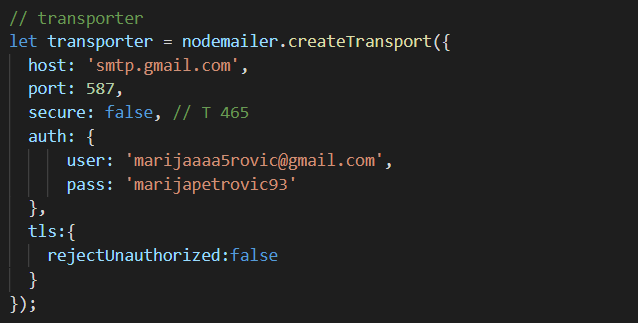 // transporter
let transporter = nodemailer.createTransport({
host: 'smtp.gmail.com',
port: 587,
secure: false, // T 465
auth: {
user: 'marijaaaa5rovic@gmail.com',
pass: 'marijapetrovic93'
},
tls:{
rejectUnauthorized:false
}
});